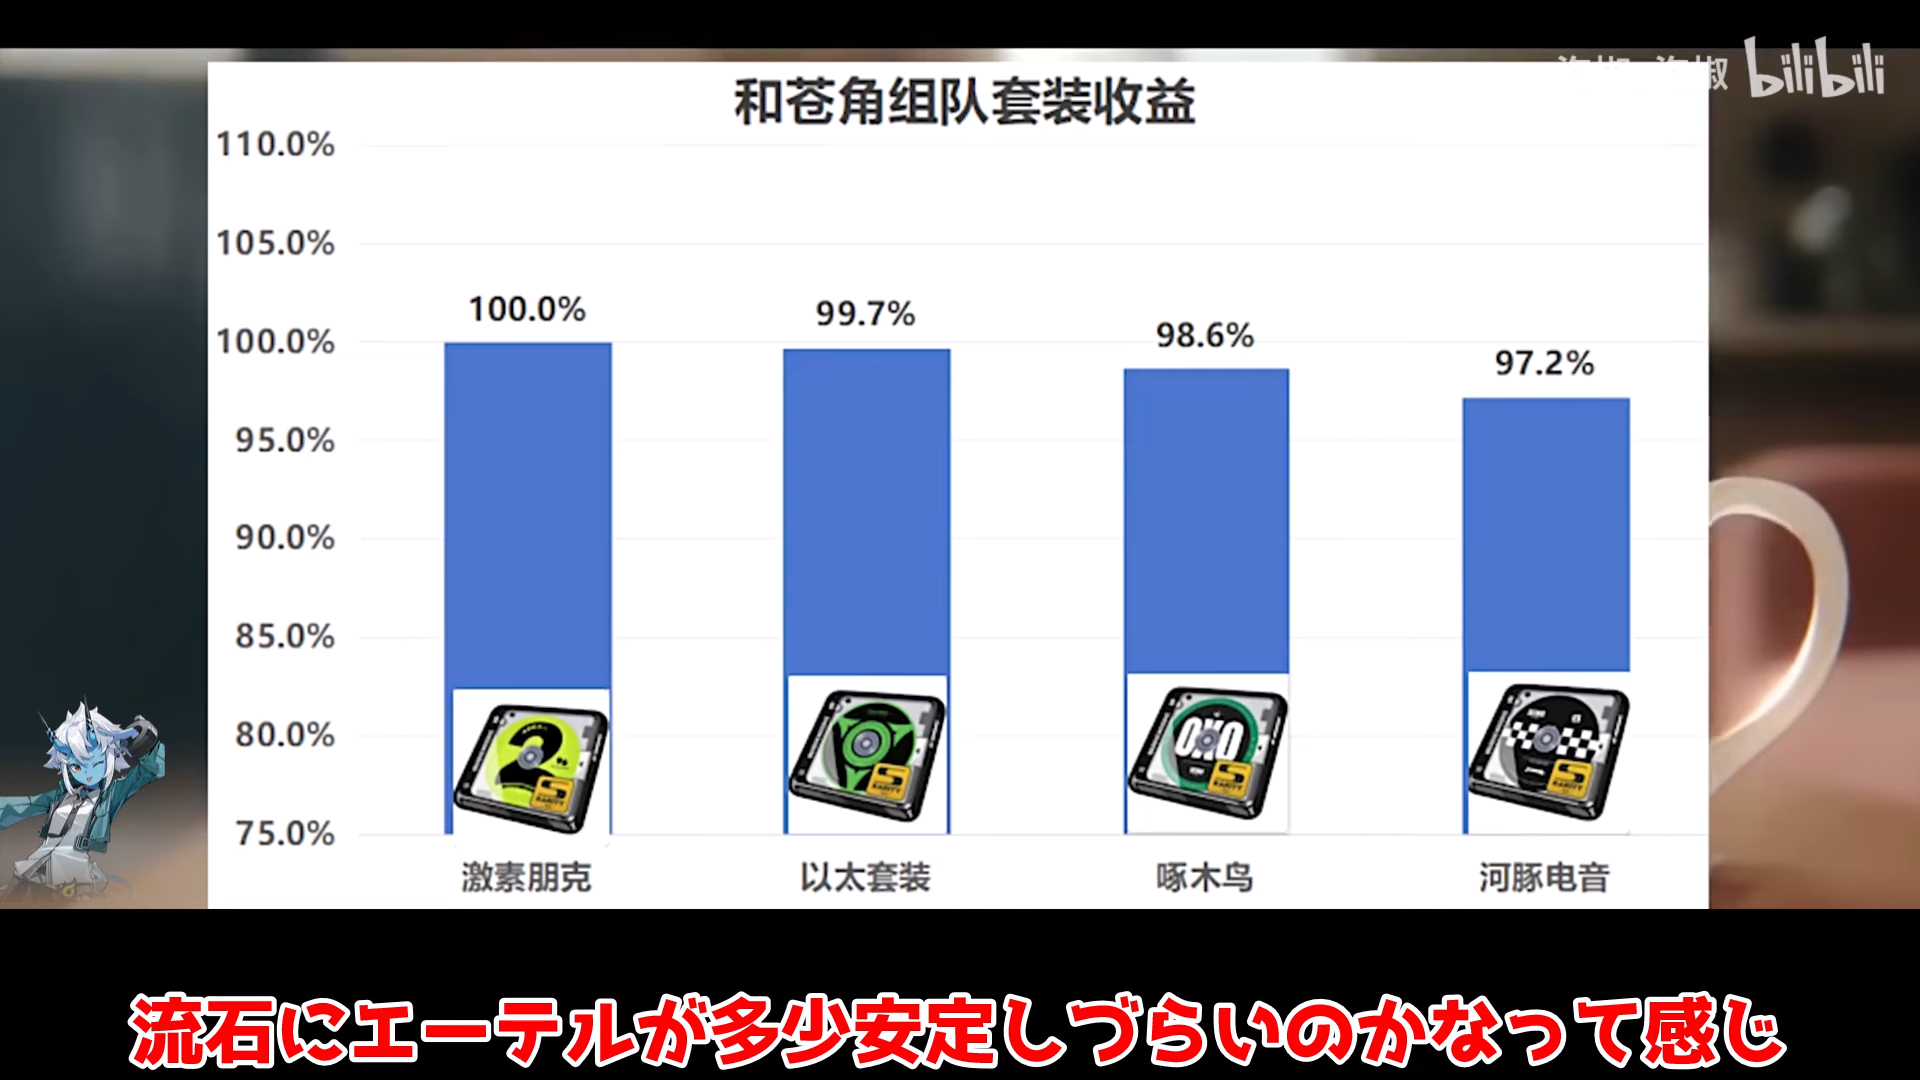 bilibili
和苍角组队套装收益
110.0%
105.0%
100.0%
95.0%
90.0%
85.0%
80.0%
75.0%
100.0%
99.7%
98.6%
97.2%
激素朋克
以太套装
啄木鸟
河豚电音
流石にエーテルが多少安定しづらいのかなって感じ